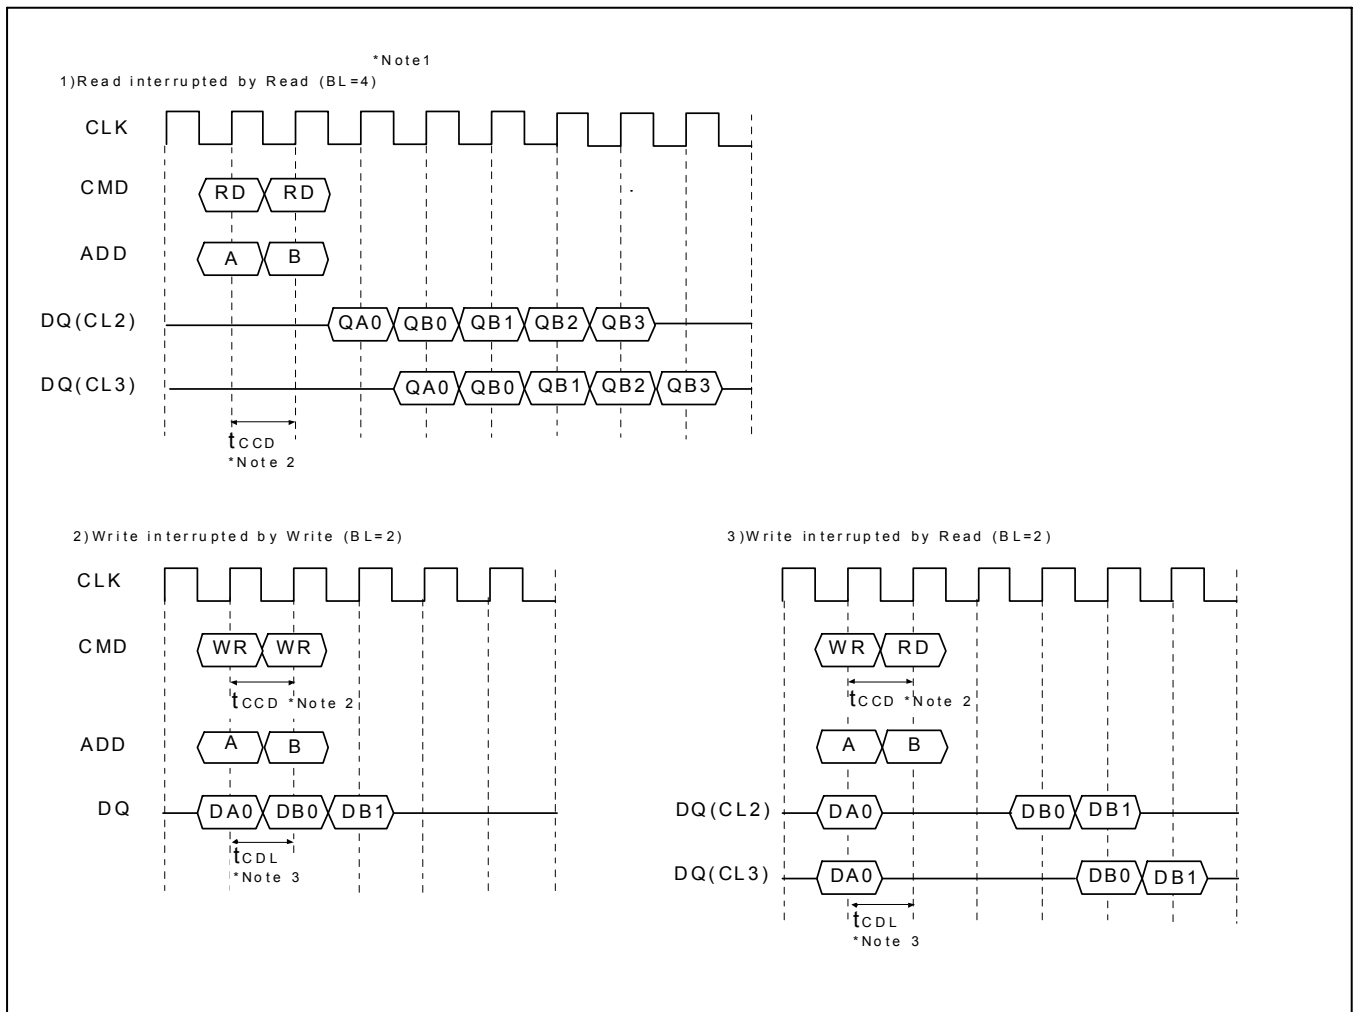 *Note1
1)Read interrupted by Read (BL=4)
CLK
CMD RD RD
ADD A B
DQ(CL2) QA0 QB0 QB1 QB2 QB3
DQ(CL3) QA0 QB0 QB1 QB2 QB3
tCCD
*Note 2
2)Write interrupted by Write (BL=2)
CLK
CMD WR WR
tCCD *Note 2
ADD A B
DQ DA0 DB0 DB1
tCDL
*Note 3
3)Write interrupted by Read (BL=2)
WR RD
tCCD *Note 2
A B
DQ(CL2) DA0 DB0 DB1
DQ(CL3) DA0 DB0 DB1
tCDL
*Note 3